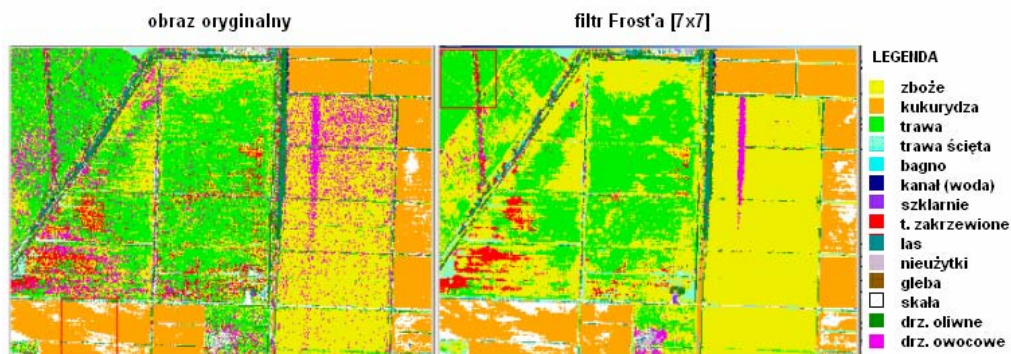 obraz oryginalny
filtr Frost'a [7x7]
LEGENDA
zboże
kukurydza
trawa
trawa ścięta
bagno
kanał (woda)
szklarnie
t. zakrzewione
las
nieużytki
gleba
skała
drz. oliwne
drz. owocowe